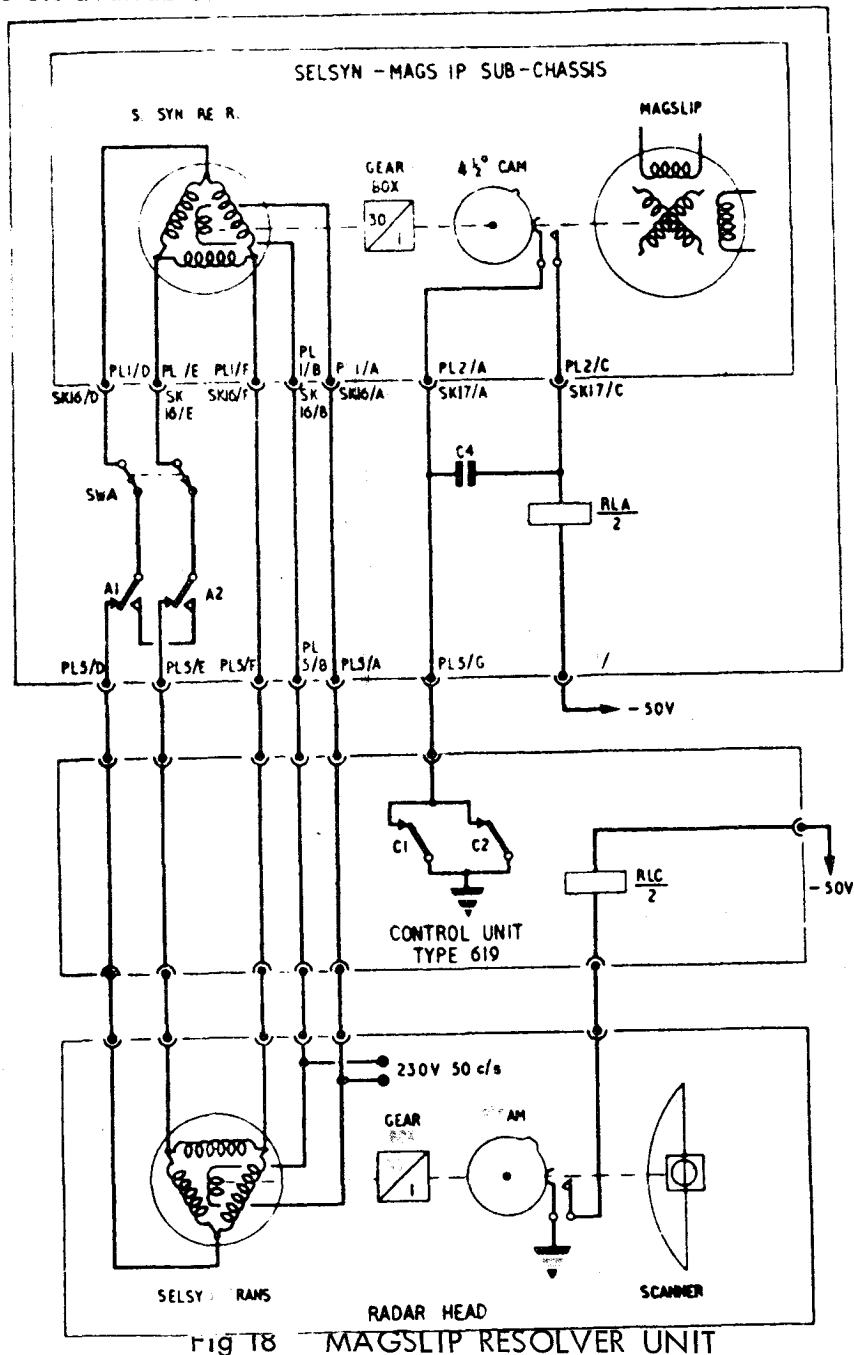 SELSYN - MAGS IP SUB-CHASSIS
S. SYN RE R.
MAGSLIP
GEAR
BOX
4½° CAM
30
1
PL1/D
PL /E
PL1/F
PL
1/B
P 1/A
PL2/A
PL2/C
SK16/D
SK
16/E
SK16/F
SK
16/B
SK16/A
SK17/A
SK17/C
C4
SWA
RLA
2
A1
A2
PL5/D
PL5/E
PL5/F
PL
5/B
PL5/A
PL5/G
/
- 50V
C1
C2
RLC
2
- 50V
CONTROL UNIT
TYPE 619
230V 50 c/s
GEAR
AM
1
SELSY RANS
SCANNER
RADAR HEAD
Fig 18 MAGSLIP RESOLVER UNIT